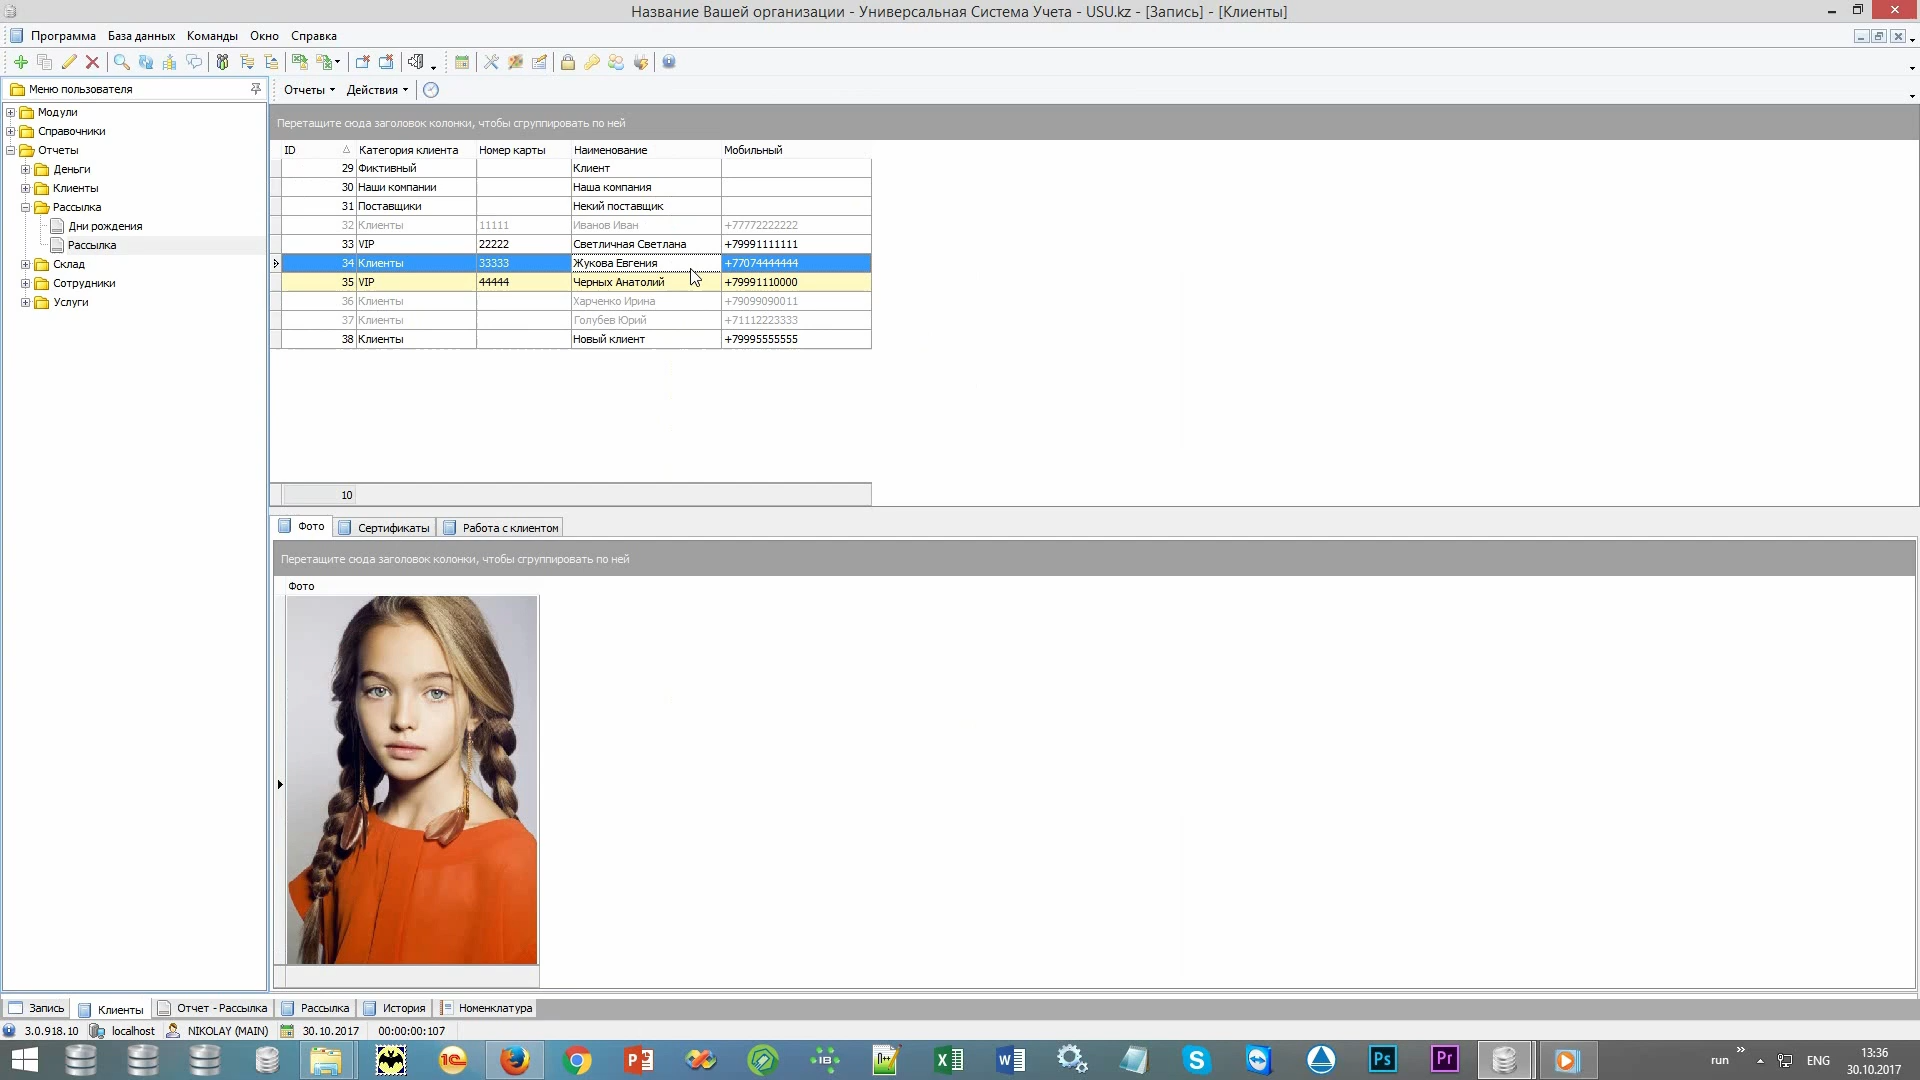 Название Вашей организации - Универсальная Система Учета - USU.kz - [Запись] - [Клиенты]
Программа База данных Команды Окно Справка
Меню пользователя
Отчеты Действия
Модули
Справочники
Отчеты
Деньги
Клиенты
Рассылка
Дни рождения
Рассылка
Склад
Сотрудники
Услуги
Перетащите сюда заголовок колонки, чтобы сгруппировать по ней
ID Категория клиента Номер карты Наименование Мобильный
29 Фиктивный Клиент
30 Наши компании Наша компания
31 Поставщики Некий поставщик
32 Клиенты 11111 Иванов Иван +77772222222
33 VIP 22222 Светличная Светлана +79991111111
34 Клиенты 33333 Жукова Евгения +77074444444
35 VIP 44444 Черных Анатолий +79991110000
36 Клиенты Харченко Ирина +79099090011
37 Клиенты Голубев Юрий +71112223333
38 Клиенты Новый клиент +79995555555
10
Фото Сертификаты Работа с клиентом
Перетащите сюда заголовок колонки, чтобы сгруппировать по ней
Фото
Запись Клиенты Отчет - Рассылка Рассылка История Номенклатура
3.0.918.10 localhost NIKOLAY (MAIN) 30.10.2017 00:00:00:107
1C P N++ X W S Ps Pr
run ENG 13:36
30.10.2017